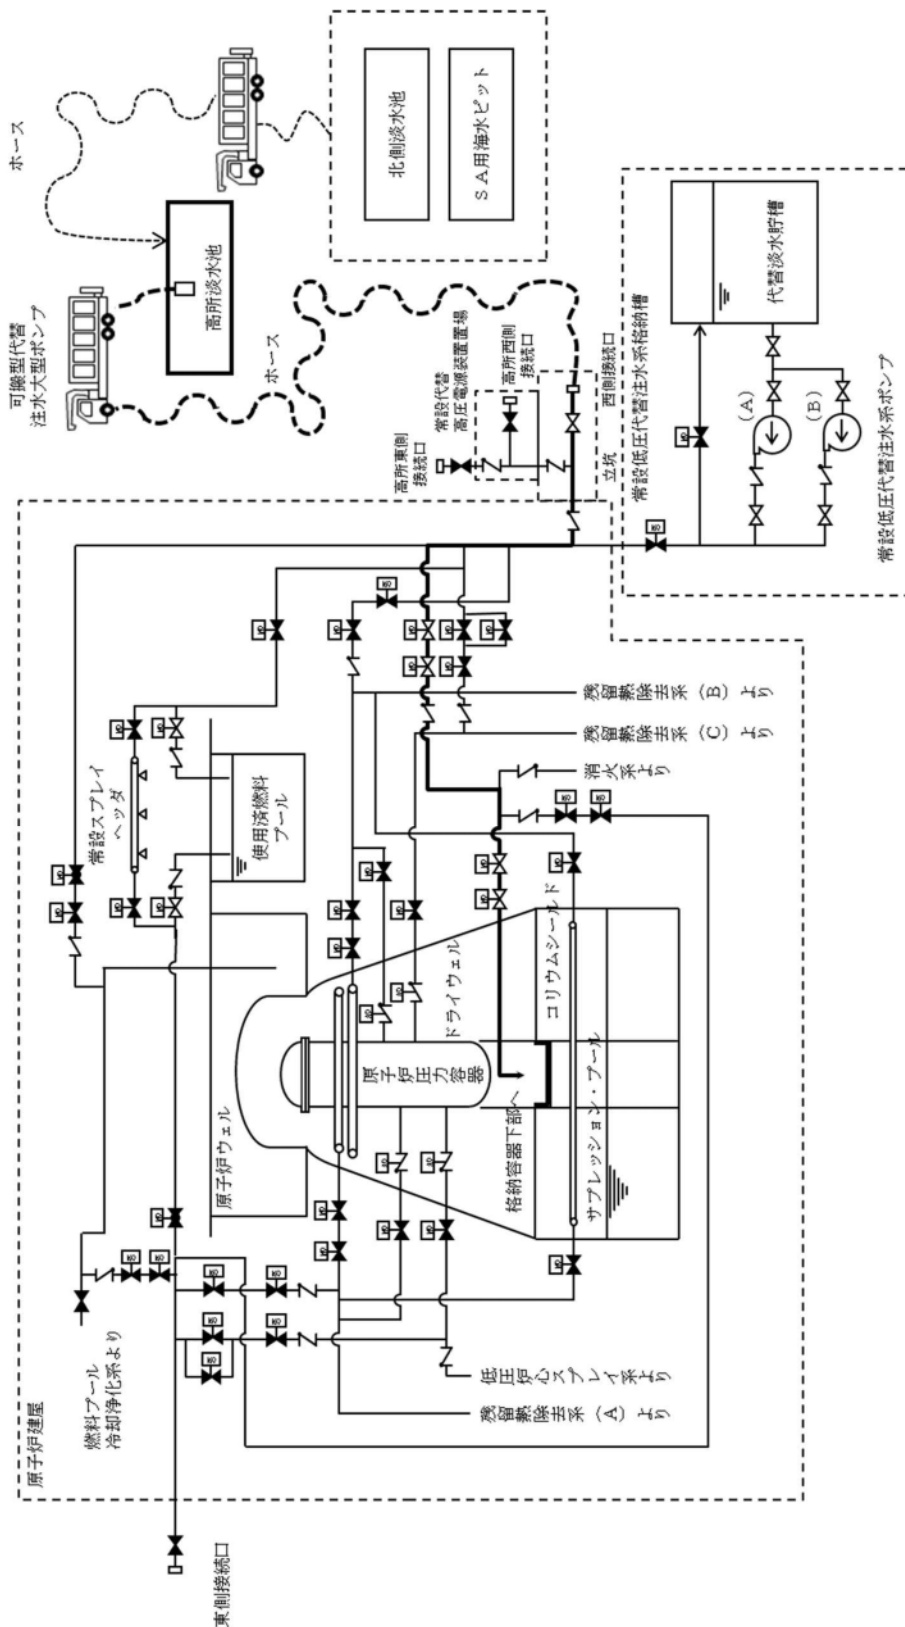 原子炉建屋
東側接続口
燃料プール
冷却浄化系より
原子炉ウェル
常設スプレイ
ヘッダ
使用済燃料
プール
原子炉圧力容器
ドライウェル
格納容器下部へ
コリウムシールド
サプレッション・プール
残留熱除去系（A）より
低圧炉心スプレイ系より
消火系より
残留熱除去系（C）より
残留熱除去系（B）より
高所東側
接続口
常設代替
高圧電源装置置場
高所西側
接続口
立坑
西側接続口
可搬型代替
注水大型ポンプ
ホース
高所淡水池
ホース
北側淡水池
ＳＡ用海水ピット
常設低圧代替注水系格納槽
代替淡水貯槽
(A)
(B)
常設低圧代替注水系ポンプ